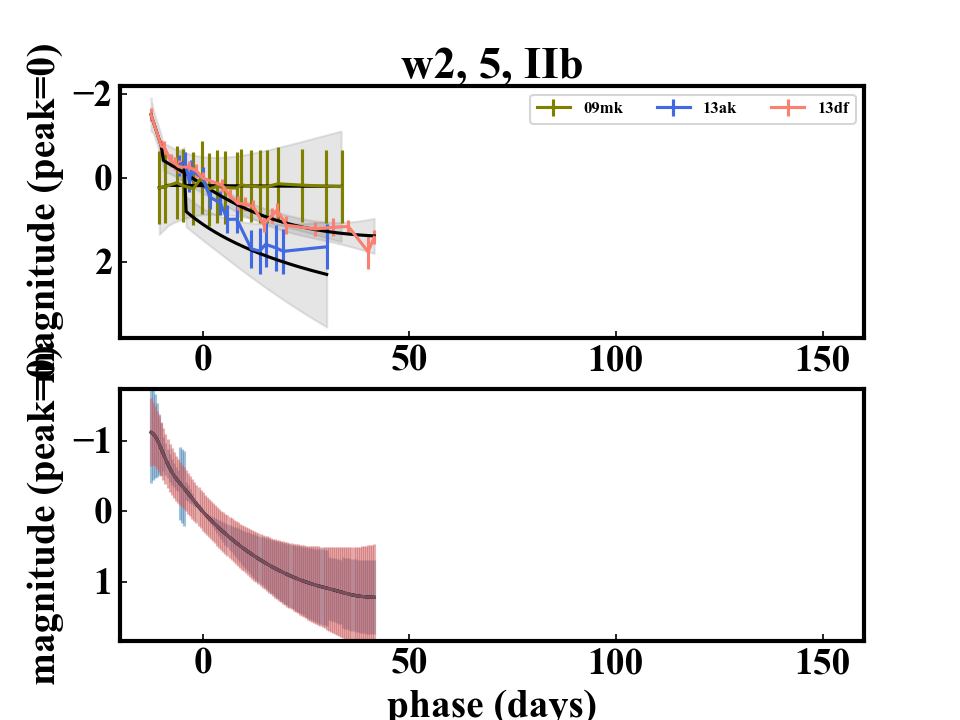 w2, 5, IIb
09mk 13ak 13df
magnitude (peak=0)
−2
0
2
0 50 100 150
magnitude (peak=0)
−1
0
1
0 50 100 150
phase (days)